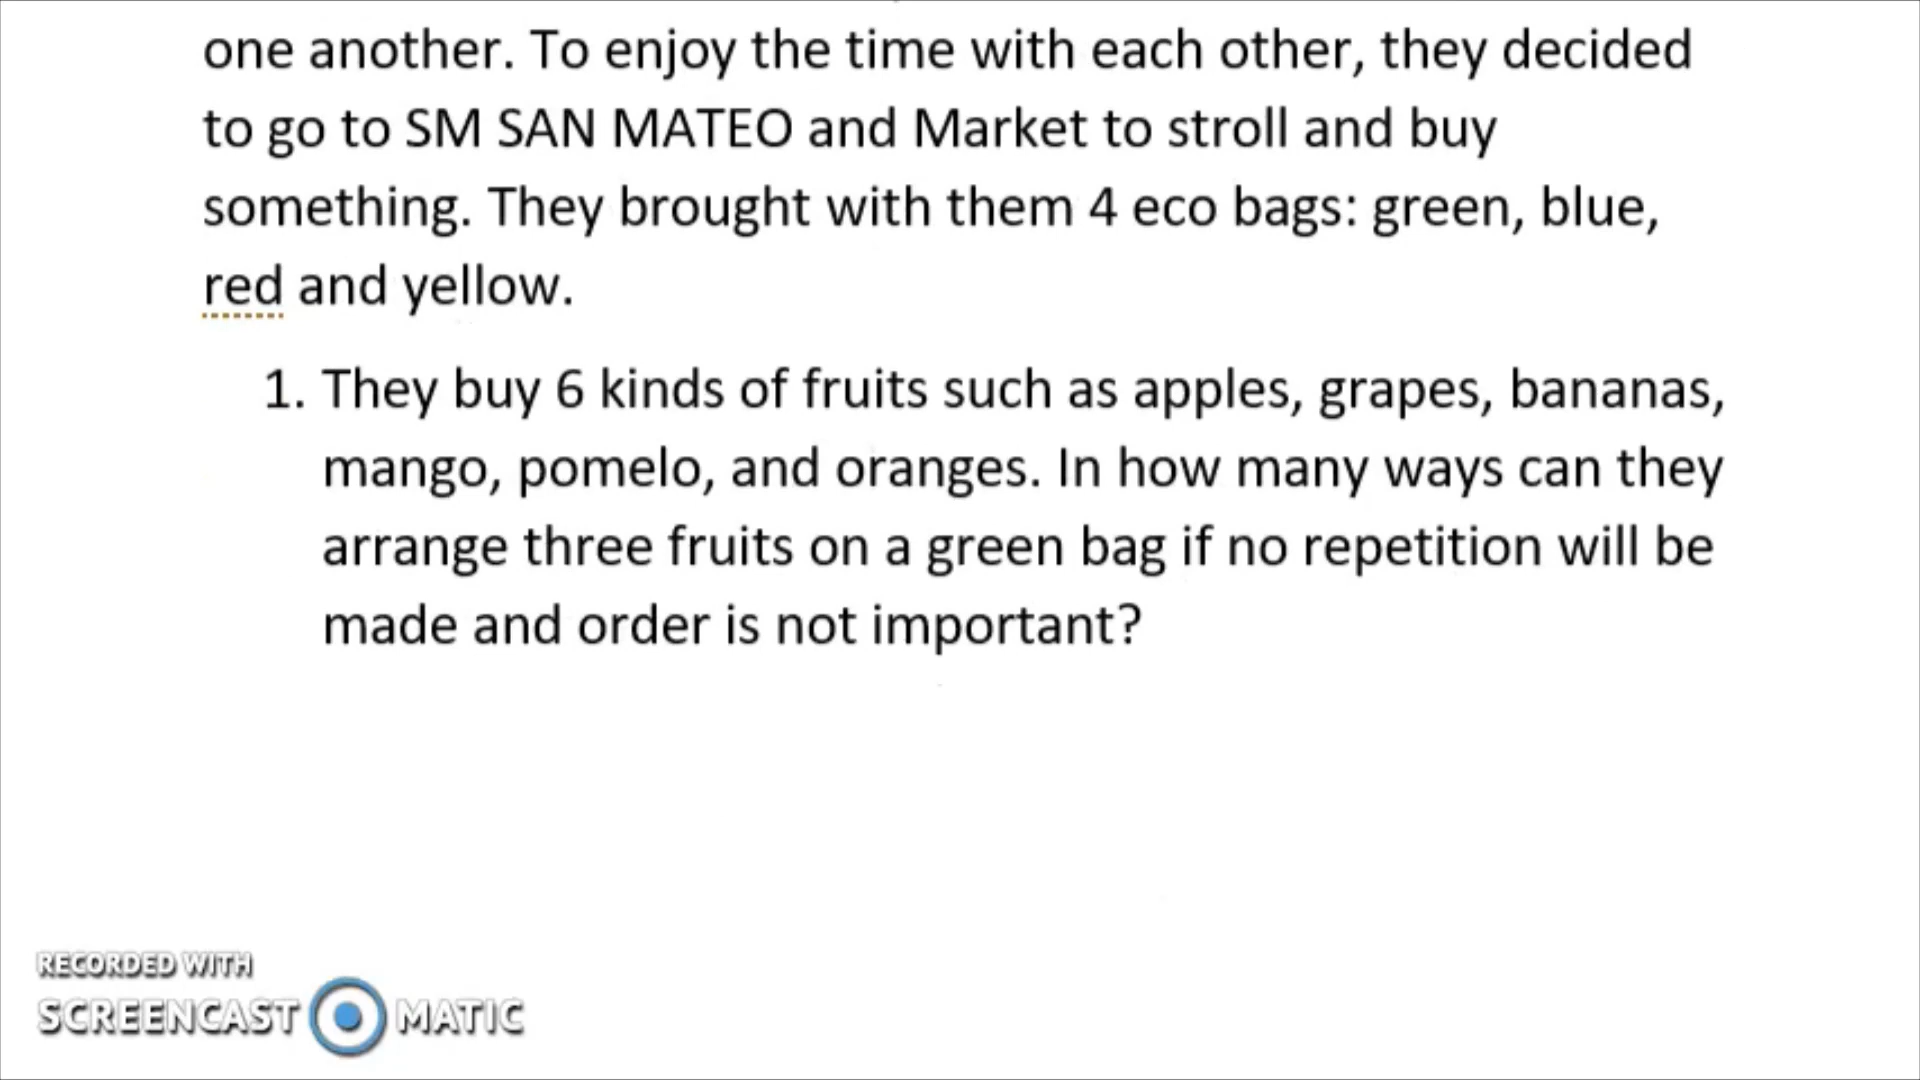 one another. To enjoy the time with each other, they decided
to go to SM SAN MATEO and Market to stroll and buy
something. They brought with them 4 eco bags: green, blue,
red and yellow.
1. They buy 6 kinds of fruits such as apples, grapes, bananas,
mango, pomelo, and oranges. In how many ways can they
arrange three fruits on a green bag if no repetition will be
made and order is not important?
RECORDED WITH
SCREENCAST MATIC